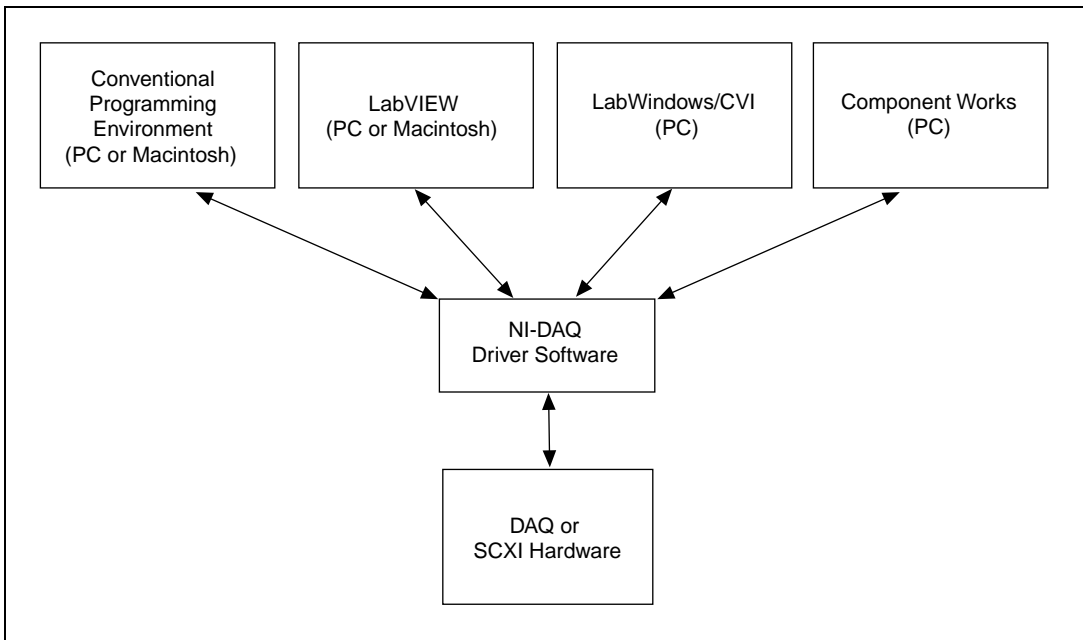 Conventional
Programming
Environment
(PC or Macintosh)
LabVIEW
(PC or Macintosh)
LabWindows/CVI
(PC)
Component Works
(PC)
NI-DAQ
Driver Software
DAQ or
SCXI Hardware